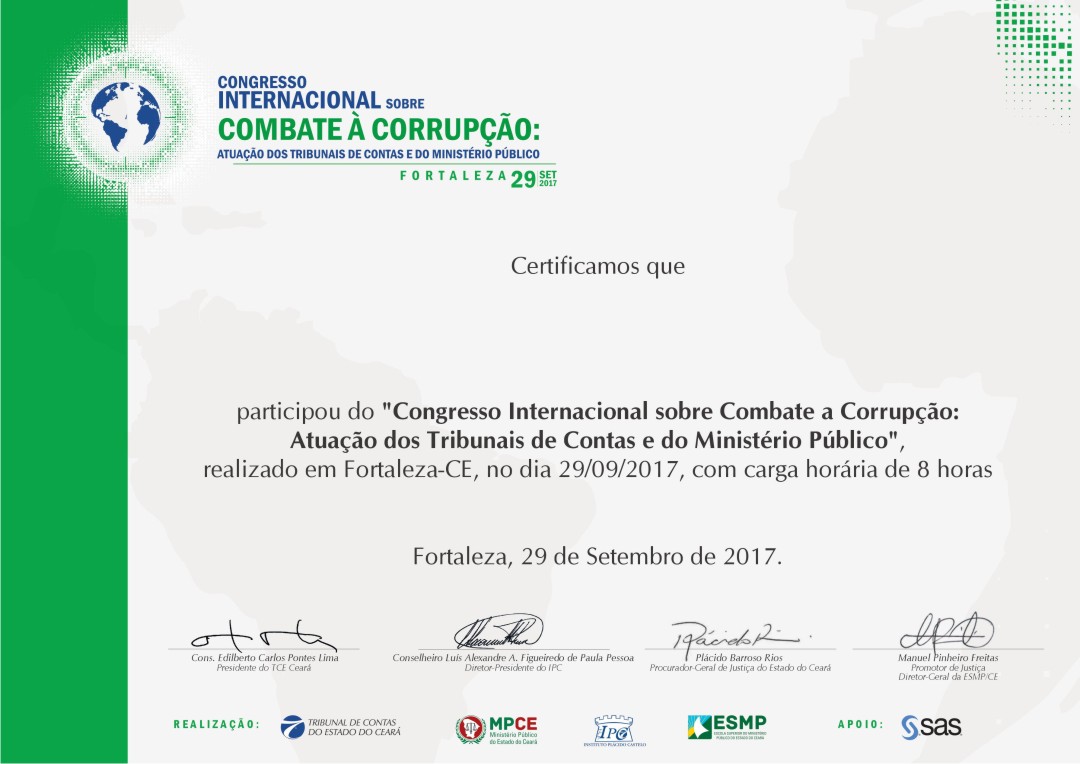 CONGRESSO
INTERNACIONAL SOBRE
COMBATE À CORRUPÇÃO:
ATUAÇÃO DOS TRIBUNAIS DE CONTAS E DO MINISTÉRIO PÚBLICO
FORTALEZA 29 SET 2017
Certificamos que
participou do "Congresso Internacional sobre Combate a Corrupção:
Atuação dos Tribunais de Contas e do Ministério Público",
realizado em Fortaleza-CE, no dia 29/09/2017, com carga horária de 8 horas
Fortaleza, 29 de Setembro de 2017.
Cons. Edilberto Carlos Pontes Lima
Presidente do TCE Ceará
Conselheiro Luís Alexandre A. Figueiredo de Paula Pessoa
Diretor-Presidente do IPC
Plácido Barroso Rios
Procurador-Geral de Justiça do Estado do Ceará
Manuel Pinheiro Freitas
Promotor de Justiça
Diretor-Geral da ESMP/CE
REALIZAÇÃO:
TRIBUNAL DE CONTAS
DO ESTADO DO CEARÁ
MPCE
Ministério Público
do Estado do Ceará
IPC
INSTITUTO PLÁCIDO CASTELO
ESMP
ESCOLA SUPERIOR DO MINISTÉRIO
PÚBLICO DO ESTADO DO CEARÁ
APOIO:
sas